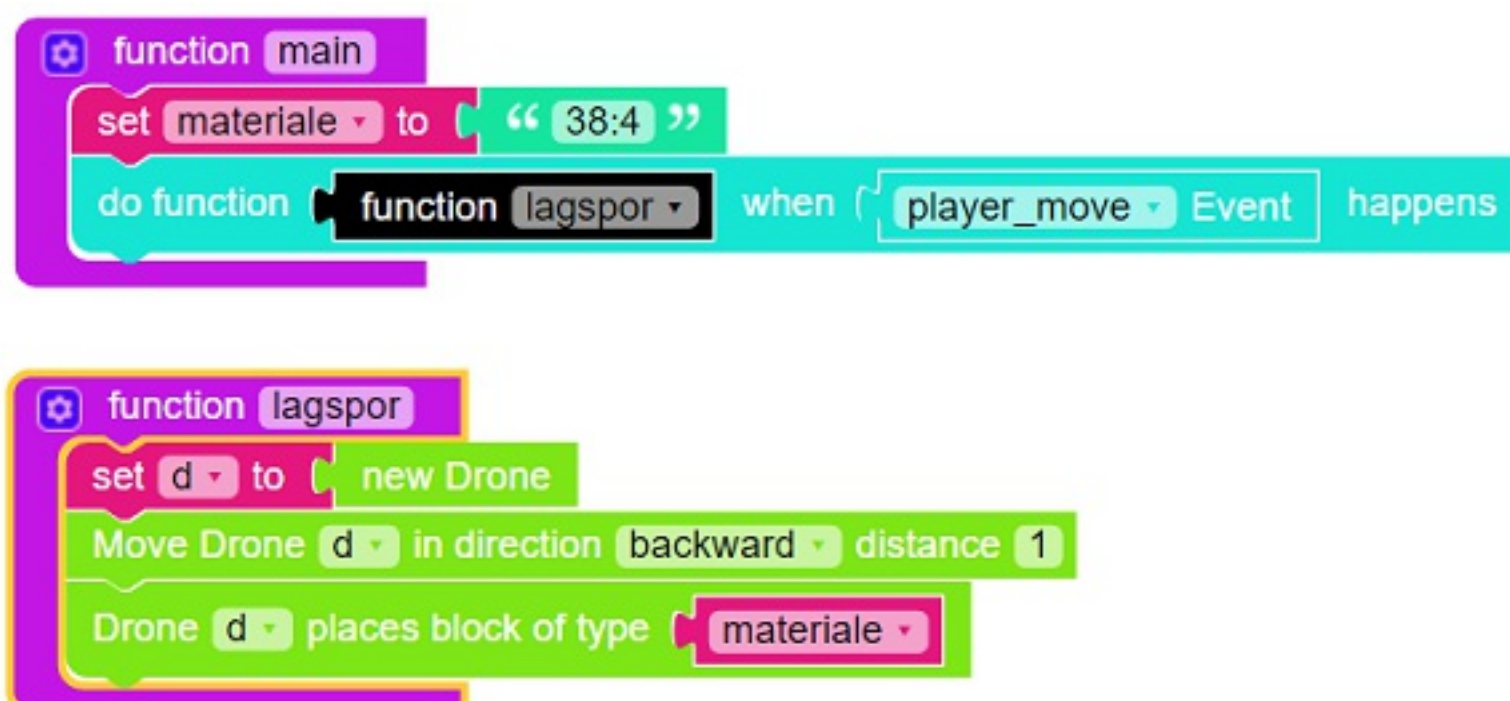 function main
set materiale to “ 38:4 ”
do function function lagspor when player_move Event happens
function lagspor
set d to new Drone
Move Drone d in direction backward distance 1
Drone d places block of type materiale